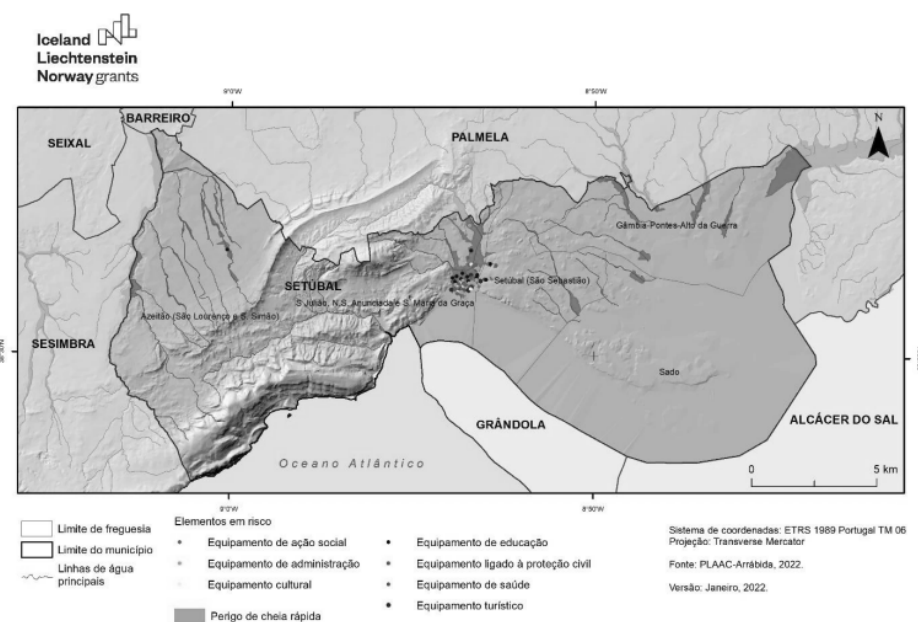 Iceland
Liechtenstein
Norway grants
9°0'W
8°50'W
BARREIRO
SEIXAL
PALMELA
N
Gâmbia-Pontes-Alto da Guerra
SETÚBAL
Setúbal (São Sebastião)
S Julião, N.S. Anunciada e S. Maria da Graça
Azeitão (São Lourenço e S. Simão)
SESIMBRA
Sado
GRÂNDOLA
ALCÁCER DO SAL
Oceano Atlântico
0
5 km
9°0'W
8°50'W
Limite de freguesia
Limite do município
Linhas de água
principais
Elementos em risco
Equipamento de ação social
Equipamento de administração
Equipamento cultural
Perigo de cheia rápida
Equipamento de educação
Equipamento ligado à proteção civil
Equipamento de saúde
Equipamento turístico
Sistema de coordenadas: ETRS 1989 Portugal TM 06
Projeção: Transverse Mercator
Fonte: PLAAC-Arrábida, 2022.
Versão: Janeiro, 2022.